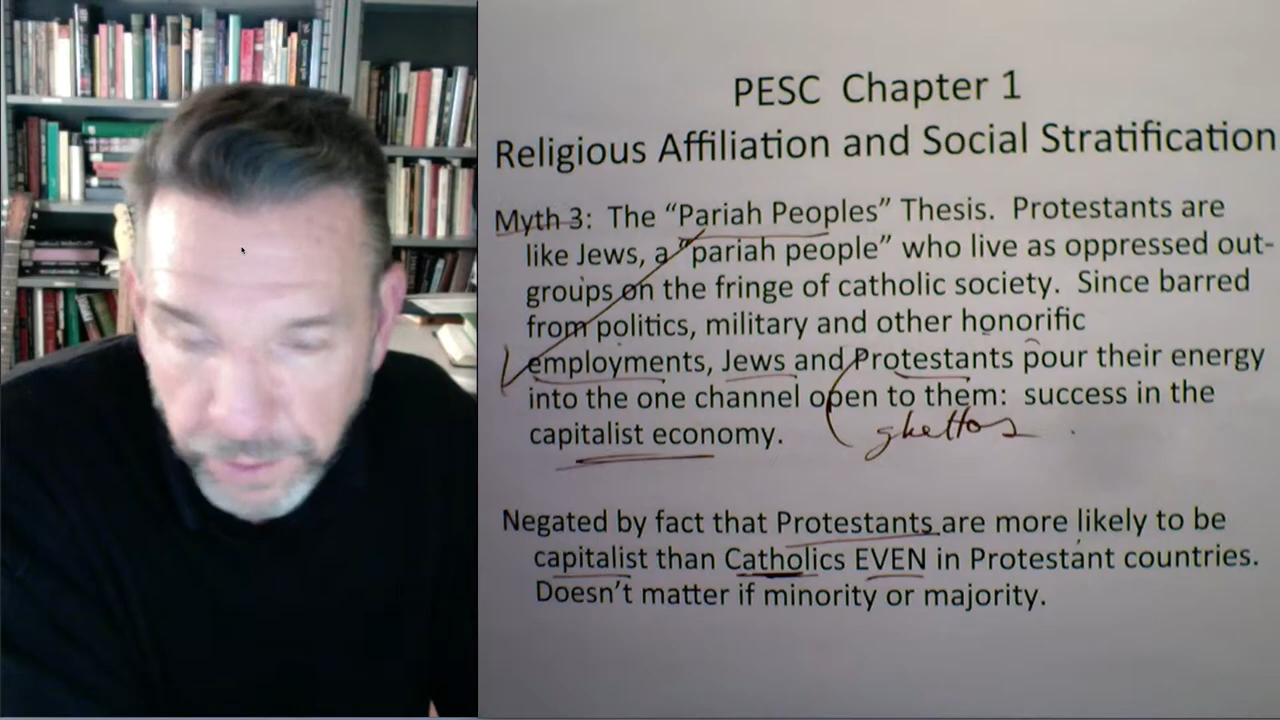 PESC Chapter 1
Religious Affiliation and Social Stratification
Myth 3: The “Pariah Peoples” Thesis. Protestants are
like Jews, a “pariah people” who live as oppressed out-
groups on the fringe of catholic society. Since barred
from politics, military and other honorific
employments, Jews and Protestants pour their energy
into the one channel open to them: success in the
capitalist economy.
ghettos
Negated by fact that Protestants are more likely to be
capitalist than Catholics EVEN in Protestant countries.
Doesn’t matter if minority or majority.